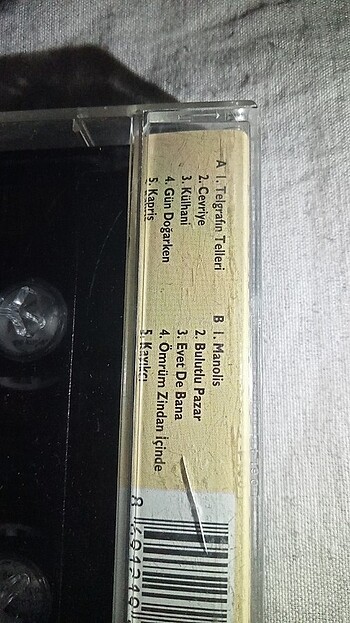 A 1. Telgrafın Telleri
2. Cevriye
3. Külhani
4. Gün Doğarken
5. Kapris
B 1. Manolis
2. Bulutlu Pazar
3. Evet De Bana
4. Ömrüm Zindan İçinde
5. Kayıkçı